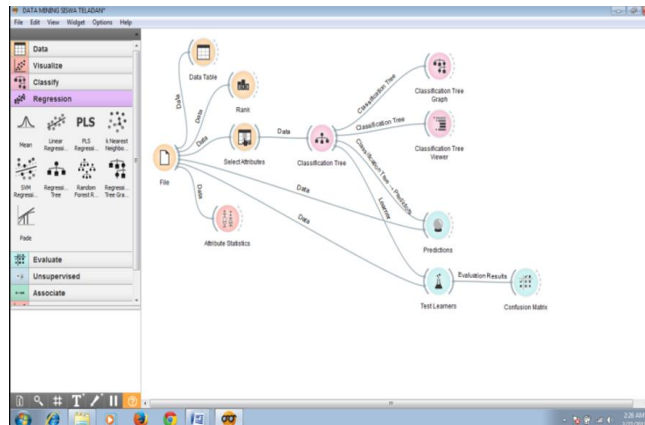 DATA MINING SISWA TELADAN*
File Edit View Widget Options Help
Data
Visualize
Classify
Regression
Mean
Linear Regressi...
PLS
PLS Regressi...
k Nearest Neighbo...
SVM Regressi...
Regressi... Tree
Random Forest R...
Regressi... Tree Gra...
Pade
Evaluate
Unsupervised
Associate
Data Table
Rank
Select Attributes
File
Attribute Statistics
Classification Tree
Classification Tree
Graph
Classification Tree
Viewer
Predictions
Test Learners
Confusion Matrix
Data
Data
Data
Data
Data
Data
Data
Classification Tree
Classification Tree
Classification Tree → Predictors
Learner
Evaluation Results
2:26 AM